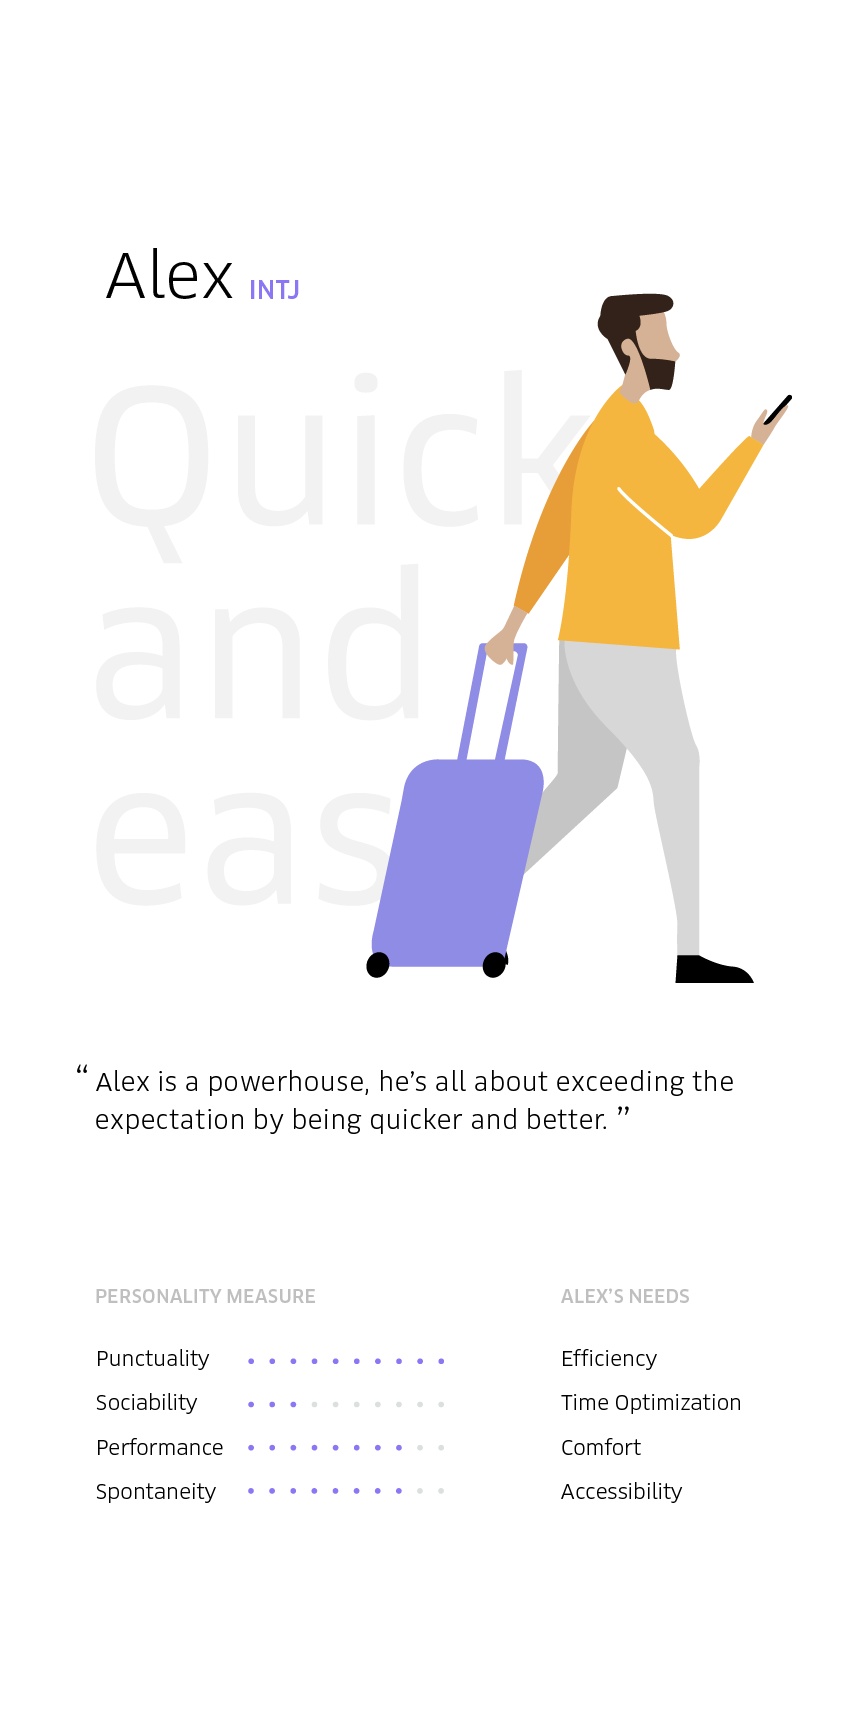 Alex INTJ
Quick
and
eas
“ Alex is a powerhouse, he’s all about exceeding the
expectation by being quicker and better. ”
PERSONALITY MEASURE
Punctuality
Sociability
Performance
Spontaneity
ALEX’S NEEDS
Efficiency
Time Optimization
Comfort
Accessibility